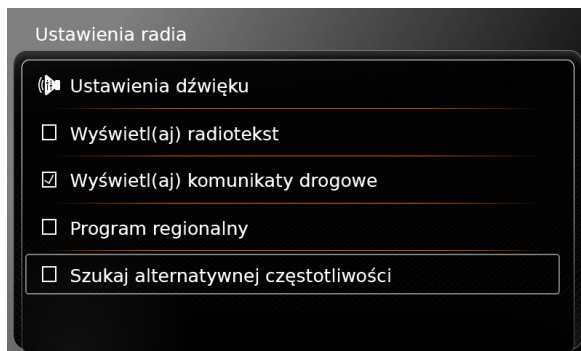 Ustawienia radia
Ustawienia dźwięku
Wyświetl(aj) radiotekst
Wyświetl(aj) komunikaty drogowe
Program regionalny
Szukaj alternatywnej częstotliwości